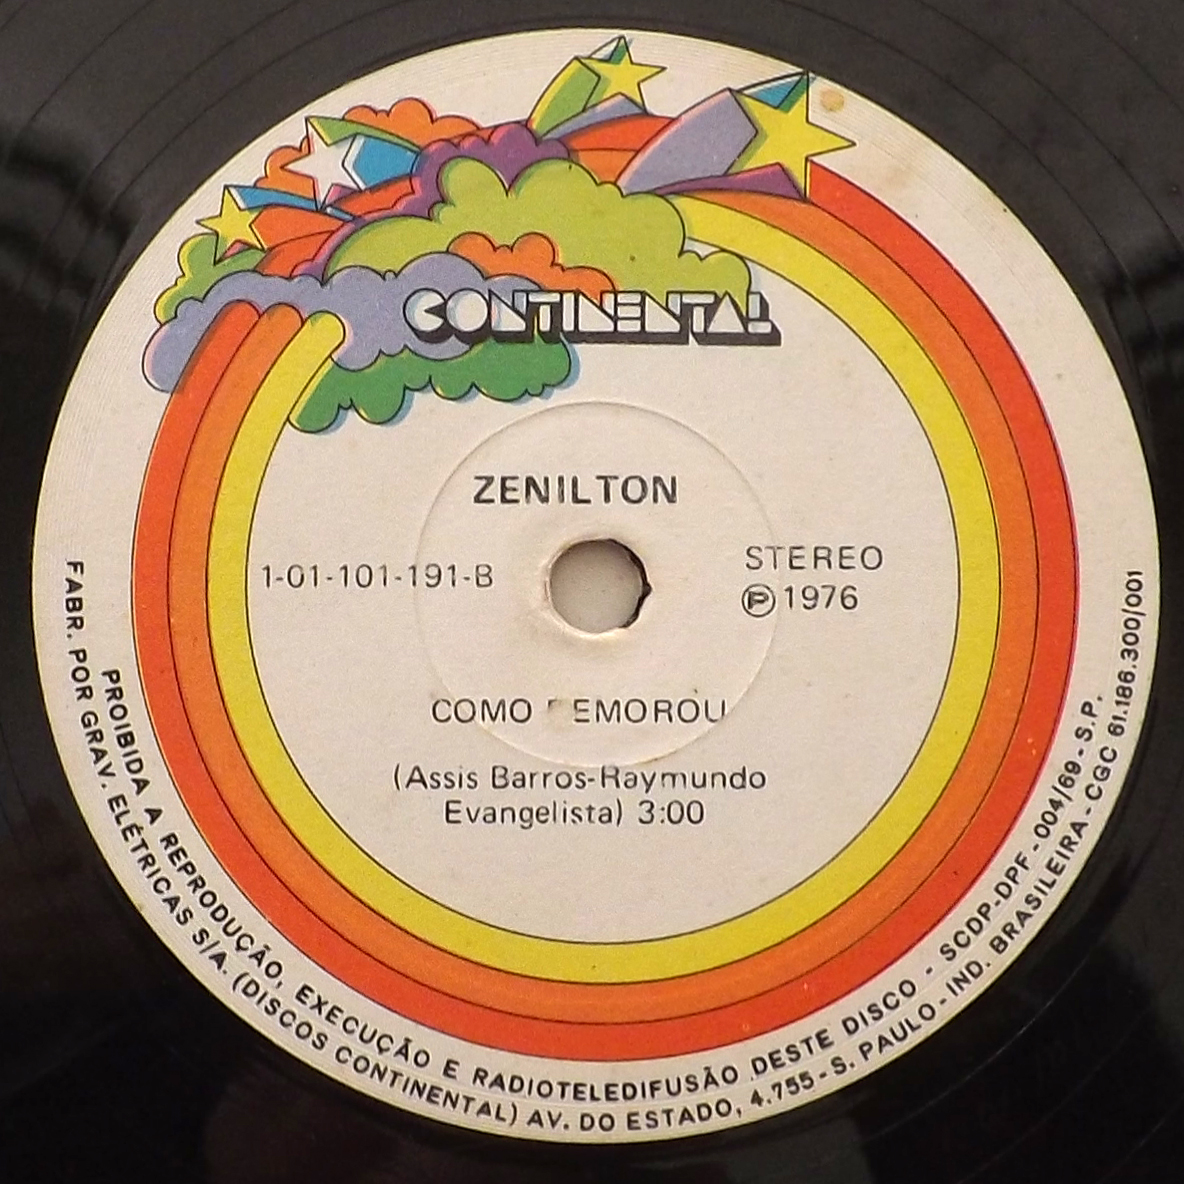 CONTINENTAL
ZENILTON
1-01-101-191-B
STEREO
Ⓟ 1976
COMO EMOROU
(Assis Barros-Raymundo
Evangelista) 3:00
PROIBIDA A REPRODUÇÃO, EXECUÇÃO E RADIOTELEDIFUSÃO DESTE DISCO - SCDP-DPF - 004/69 - S.P.
FABR. POR GRAV. ELÉTRICAS S/A. (DISCOS CONTINENTAL) AV. DO ESTADO, 4.755 - S. PAULO - IND. BRASILEIRA - CGC 61.186.300/001